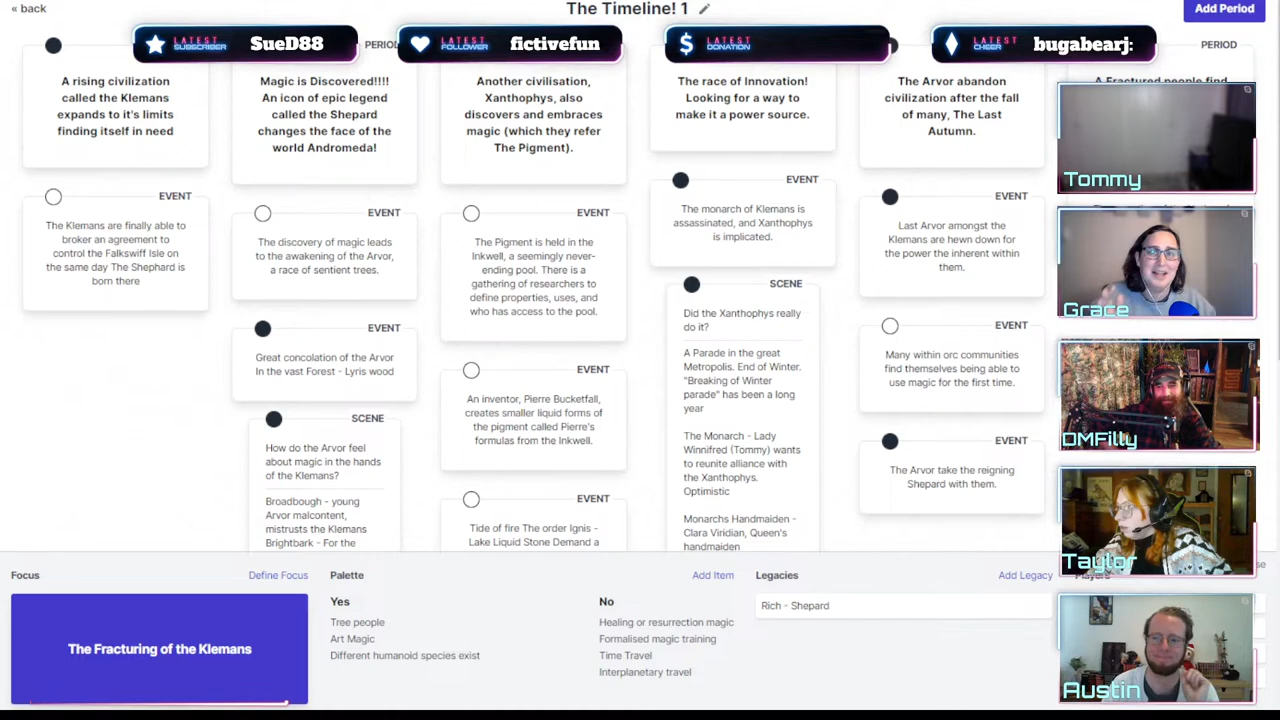 « back
The Timeline! 1
Add Period
LATEST
SUBSCRIBER
SueD88
LATEST
FOLLOWER
fictivefun
LATEST
DONATION
LATEST
CHEER
bugabearj:
PERIOD
A rising civilization
called the Klemans
expands to it's limits
finding itself in need
EVENT
The Klemans are finally able to
broker an agreement to
control the Falkswiff Isle on
the same day The Shephard is
born there
PERIOD
Magic is Discovered!!!!
An icon of epic legend
called the Shepard
changes the face of the
world Andromeda!
EVENT
The discovery of magic leads
to the awakening of the Arvor,
a race of sentient trees.
EVENT
Great concolation of the Arvor
In the vast Forest - Lyris wood
SCENE
How do the Arvor feel
about magic in the hands
of the Klemans?
Broadbough - young
Arvor malcontent,
mistrusts the Klemans
Brightbark - For the
Another civilisation,
Xanthophys, also
discovers and embraces
magic (which they refer
The Pigment).
EVENT
The Pigment is held in the
Inkwell, a seemingly never-
ending pool. There is a
gathering of researchers to
define properties, uses, and
who has access to the pool.
EVENT
An inventor, Pierre Bucketfall,
creates smaller liquid forms of
the pigment called Pierre's
formulas from the Inkwell.
EVENT
Tide of fire The order Ignis -
Lake Liquid Stone Demand a
The race of Innovation!
Looking for a way to
make it a power source.
EVENT
The monarch of Klemans is
assassinated, and Xanthophys
is implicated.
SCENE
Did the Xanthophys really
do it?
A Parade in the great
Metropolis. End of Winter.
"Breaking of Winter
parade" has been a long
year
The Monarch - Lady
Winnifred (Tommy) wants
to reunite alliance with
the Xanthophys.
Optimistic
Monarchs Handmaiden -
Clara Viridian, Queen's
handmaiden
The Arvor abandon
civilization after the fall
of many, The Last
Autumn.
EVENT
Last Arvor amongst the
Klemans are hewn down for
the power the inherent within
them.
EVENT
Many within orc communities
find themselves being able to
use magic for the first time.
EVENT
The Arvor take the reigning
Shepard with them.
PERIOD
A Fractured people find
Tommy
Grace
DMFilly
Taylor
Austin
Focus
Define Focus
The Fracturing of the Klemans
Palette
Add Item
Yes
Tree people
Art Magic
Different humanoid species exist
No
Healing or resurrection magic
Formalised magic training
Time Travel
Interplanetary travel
Legacies
Add Legacy
Rich - Shepard